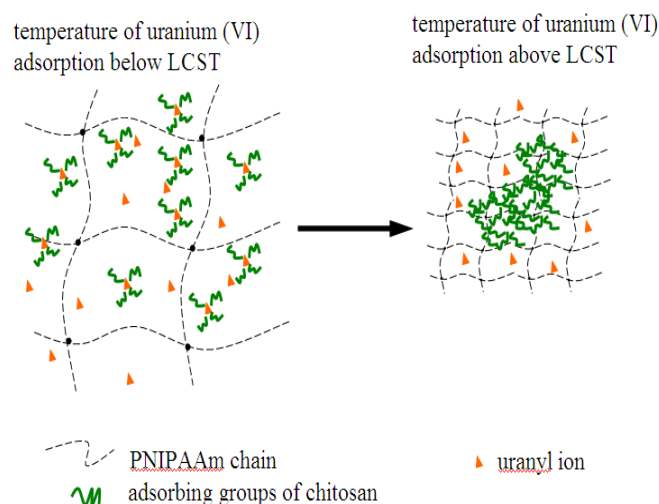 temperature of uranium (VI)
adsorption below LCST
temperature of uranium (VI)
adsorption above LCST
PNIPAAm chain
uranyl ion
adsorbing groups of chitosan